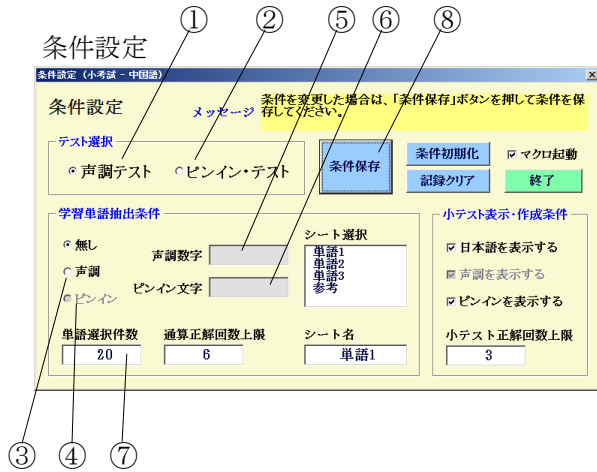 ① ② ⑤ ⑥ ⑧
条件設定
条件設定（小考試 - 中国語）
条件設定
メッセージ
条件を変更した場合は、「条件保存」ボタンを押して条件を保
存してください。
テスト選択
声調テスト ピンイン・テスト
条件保存
条件初期化
マクロ起動
記録クリア
終了
学習単語抽出条件
無し
声調
ピンイン
声調数字
ピンイン文字
シート選択
単語1
単語2
単語3
参考
単語選択件数
20
通算正解回数上限
6
シート名
単語1
小テスト表示・作成条件
日本語を表示する
声調を表示する
ピンインを表示する
小テスト正解回数上限
3
③ ④ ⑦